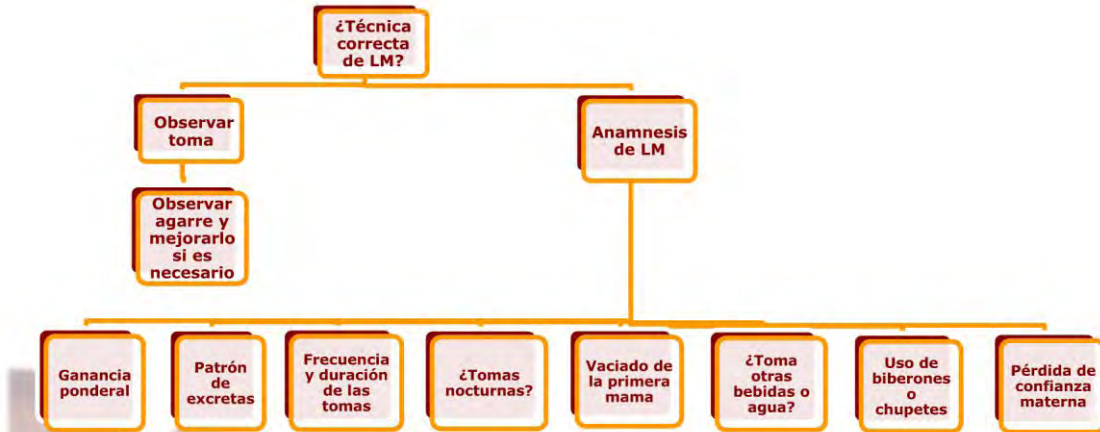 ¿Técnica
correcta
de LM?
Observar
toma
Anamnesis
de LM
Observar
agarre y
mejorarlo
si es
necesario
Ganancia
ponderal
Patrón
de
excretas
Frecuencia
y duración
de las
tomas
¿Tomas
nocturnas?
Vaciado de
la primera
mama
¿Toma
otras
bebidas o
agua?
Uso de
biberones
o
chupetes
Pérdida de
confianza
materna